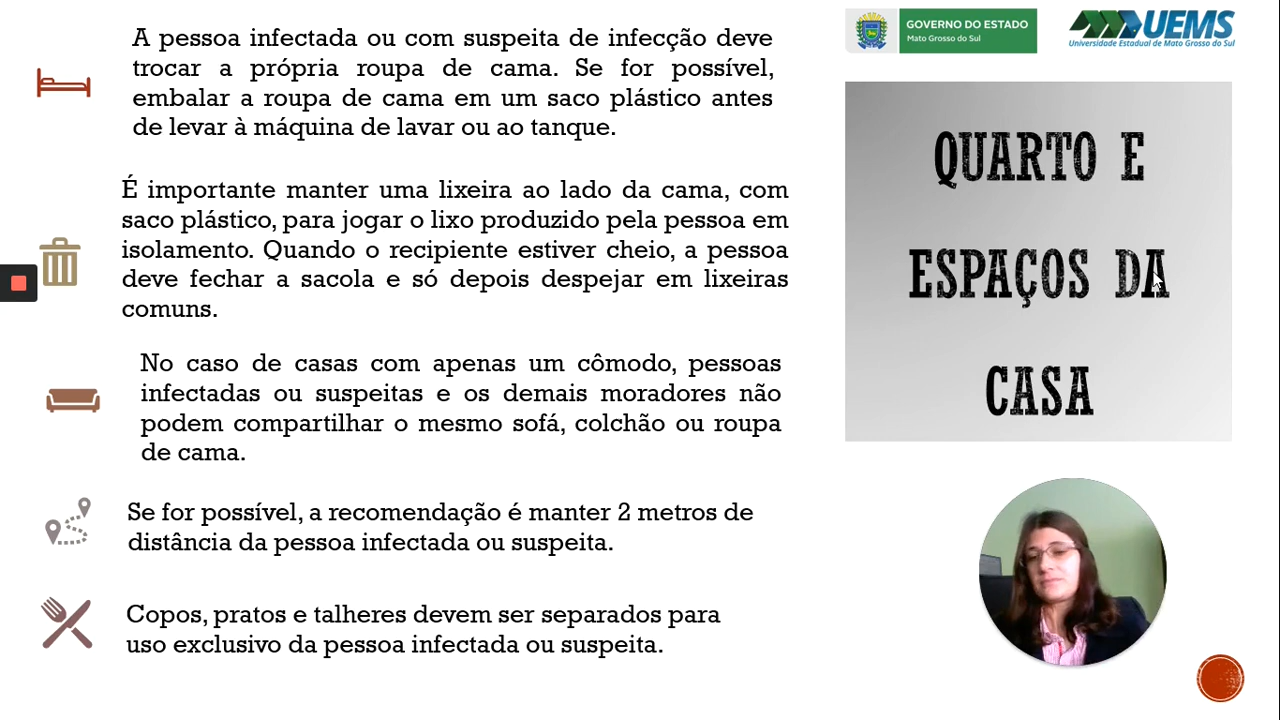 A pessoa infectada ou com suspeita de infecção deve
trocar a própria roupa de cama. Se for possível,
embalar a roupa de cama em um saco plástico antes
de levar à máquina de lavar ou ao tanque.
É importante manter uma lixeira ao lado da cama, com
saco plástico, para jogar o lixo produzido pela pessoa em
isolamento. Quando o recipiente estiver cheio, a pessoa
deve fechar a sacola e só depois despejar em lixeiras
comuns.
No caso de casas com apenas um cômodo, pessoas
infectadas ou suspeitas e os demais moradores não
podem compartilhar o mesmo sofá, colchão ou roupa
de cama.
Se for possível, a recomendação é manter 2 metros de
distância da pessoa infectada ou suspeita.
Copos, pratos e talheres devem ser separados para
uso exclusivo da pessoa infectada ou suspeita.
GOVERNO DO ESTADO
Mato Grosso do Sul
UEMS
Universidade Estadual de Mato Grosso do Sul
QUARTO E
ESPAÇOS DA
CASA